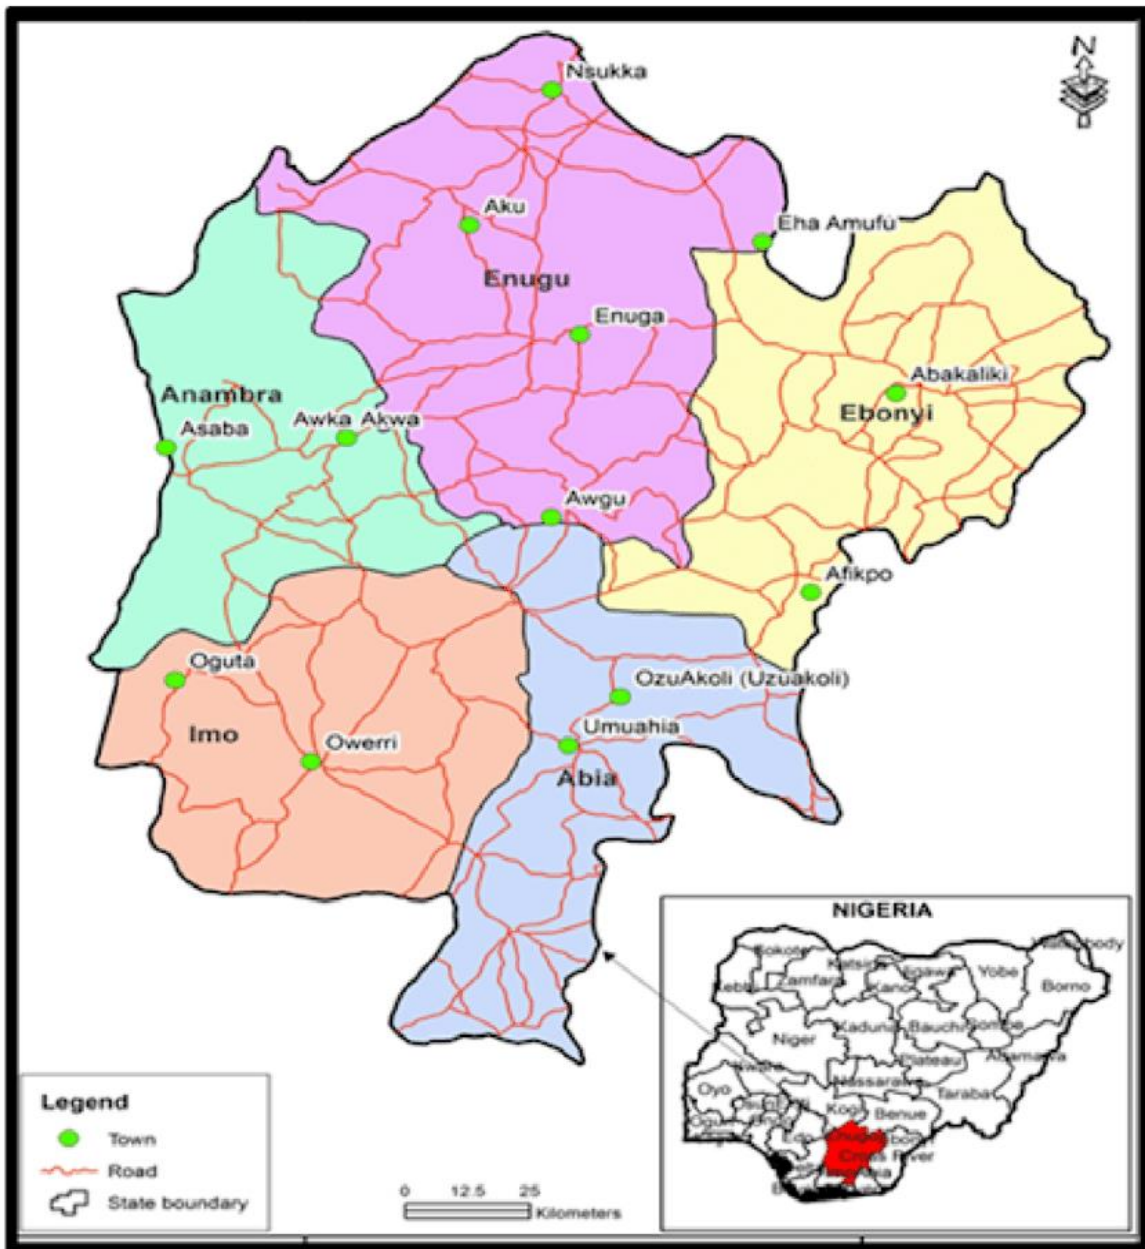 N
Nsukka
Aku
Eha Amufu
Enugu
Enuga
Abakaliki
Anambra
Ebonyi
Awka Akwa
Asaba
Awgu
Afikpo
Oguta
OzuAkoli (Uzuakoli)
Imo
Umuahia
Owerri
Abia
NIGERIA
Sokoto
Katsina
Jigawa
Yobe
Zamfara
Kano
Borno
Kebbi
Kaduna
Bauchi
Gombe
Niger
Plateau
Adamawa
Kwara
Nassarawa
Taraba
Oyo
Kogi
Benue
Edo
Cross River
Legend
Town
Road
State boundary
0 12.5 25
Kilometers